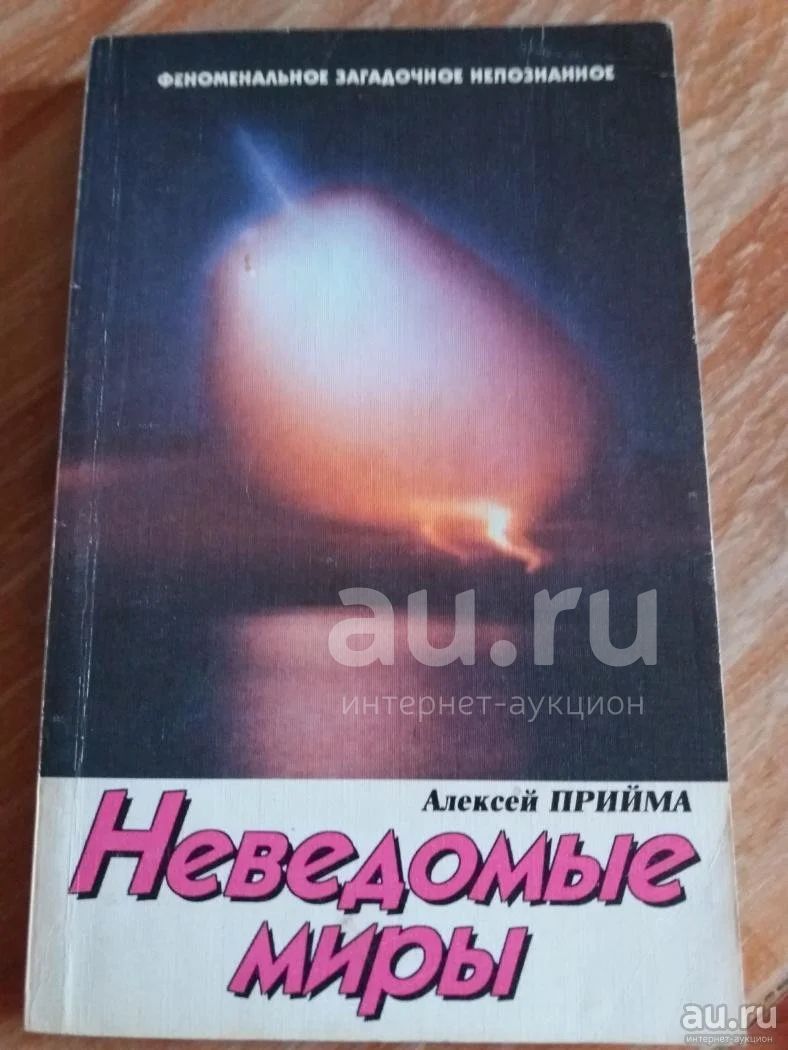 ФЕНОМЕНАЛЬНОЕ ЗАГАДОЧНОЕ НЕПОЗНАННОЕ
au.ru
интернет-аукцион
Алексей ПРИЙМА
Неведомые
миры
au.ru
интернет-аукцион